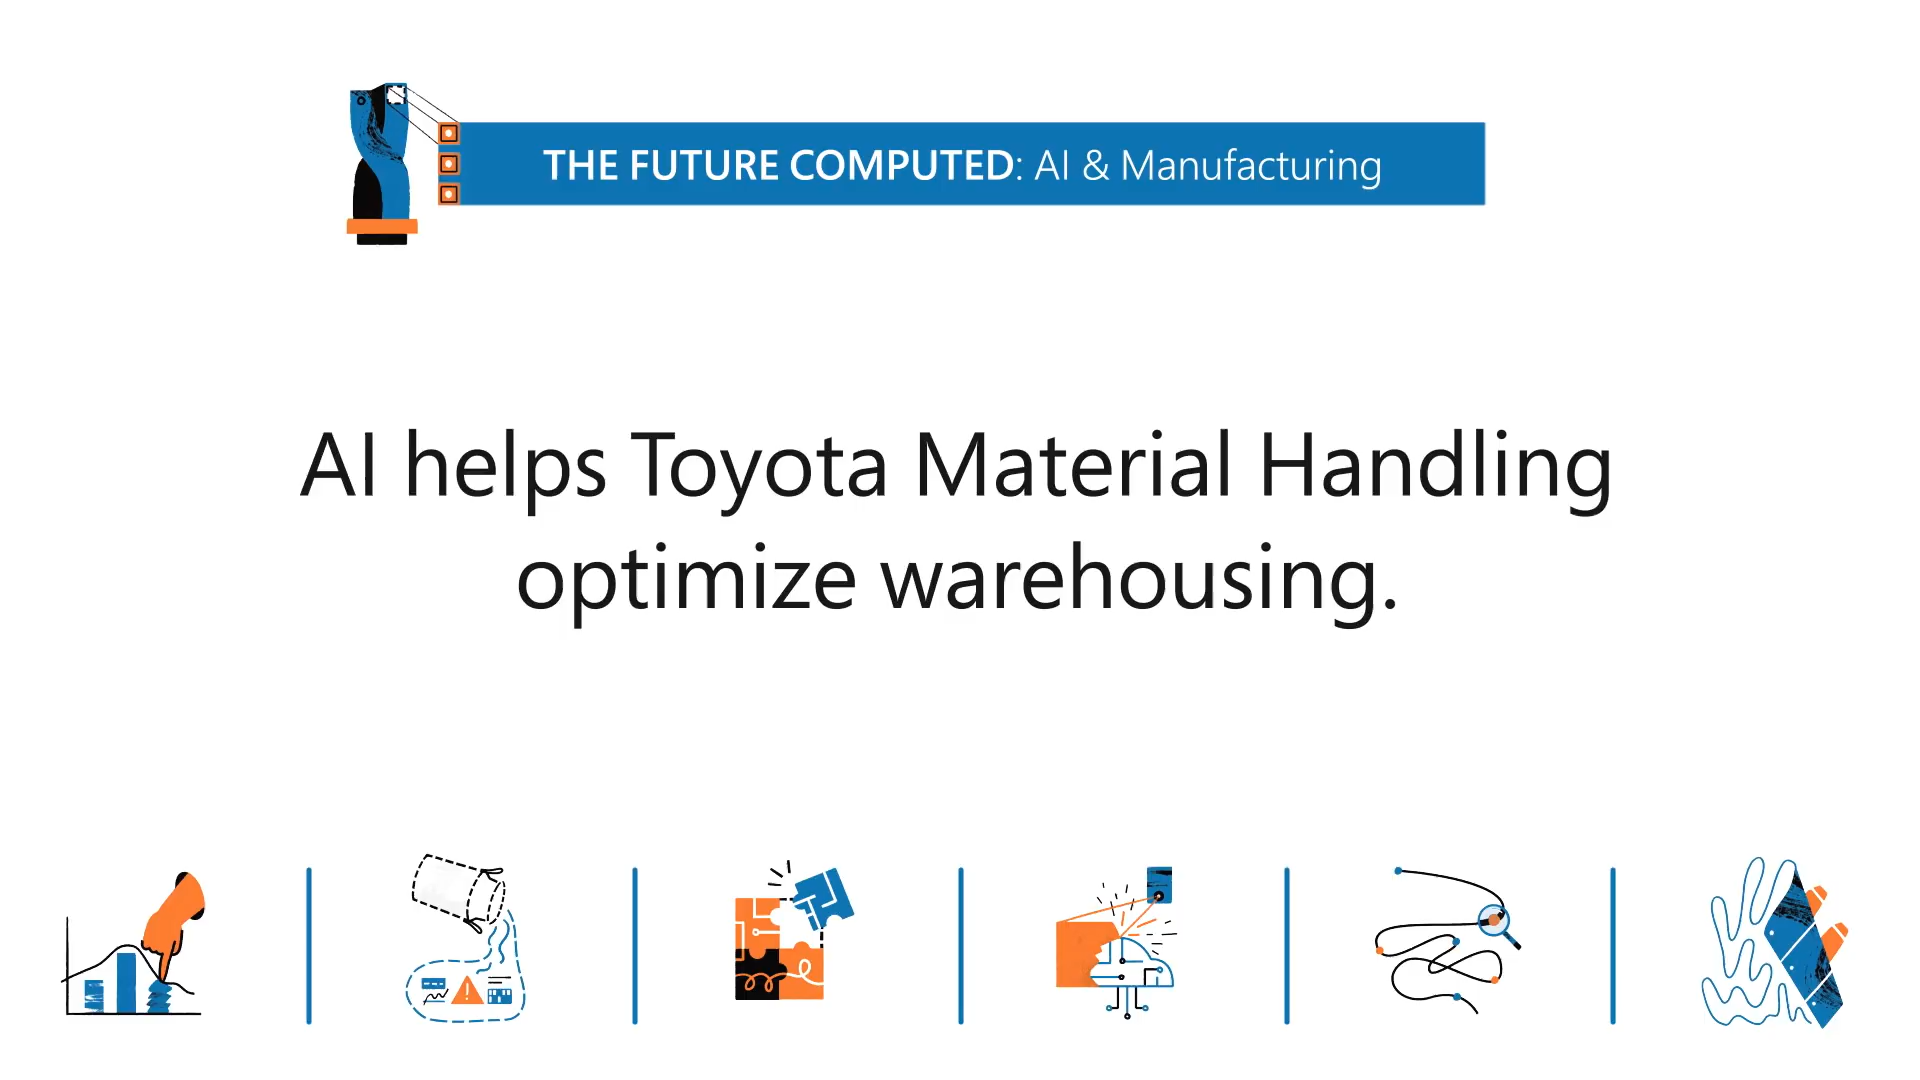 THE FUTURE COMPUTED: AI & Manufacturing
AI helps Toyota Material Handling
optimize warehousing.